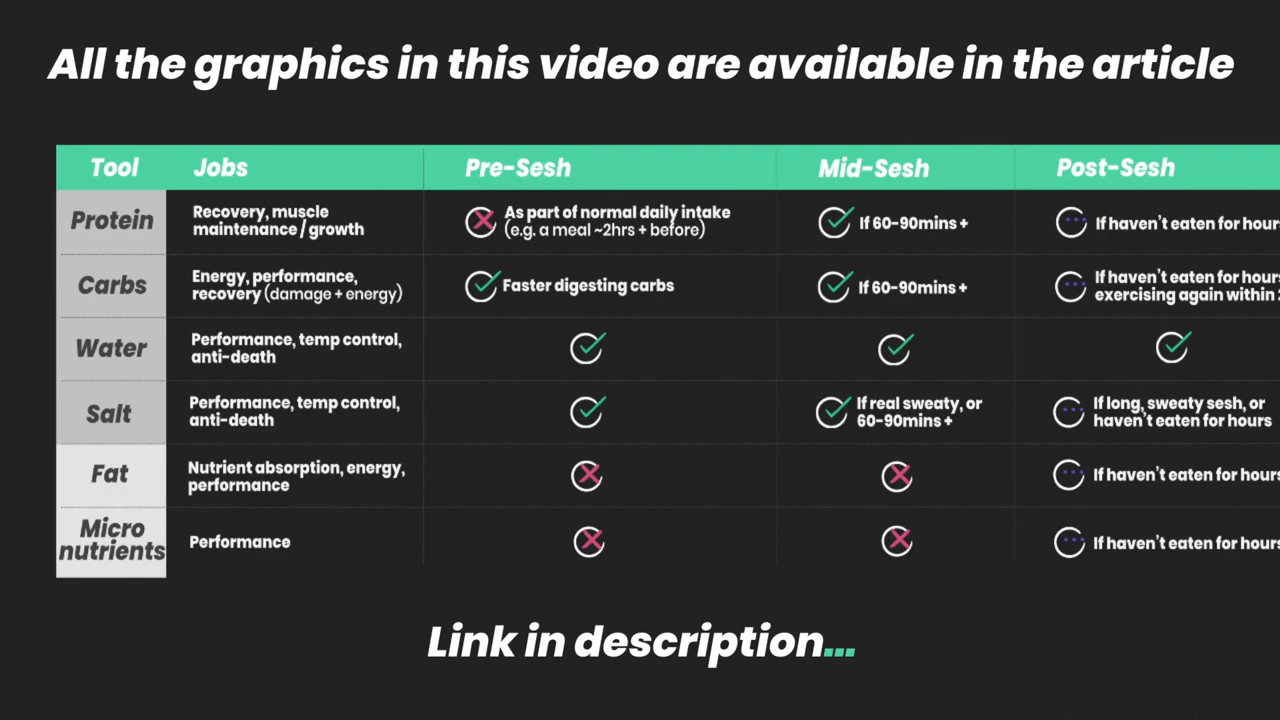 All the graphics in this video are available in the article
Tool Jobs Pre-Sesh Mid-Sesh Post-Sesh
Protein
Recovery, muscle
maintenance / growth
As part of normal daily intake
(e.g. a meal ~2hrs + before)
If 60-90mins +
If haven't eaten for hours
Carbs
Energy, performance,
recovery (damage + energy)
Faster digesting carbs
If 60-90mins +
If haven't eaten for hours
exercising again within
Water
Performance, temp control,
anti-death
Salt
Performance, temp control,
anti-death
If real sweaty, or
60-90mins +
If long, sweaty sesh, or
haven't eaten for hours
Fat
Nutrient absorption, energy,
performance
If haven't eaten for hours
Micro
nutrients
Performance
If haven't eaten for hours
Link in description...